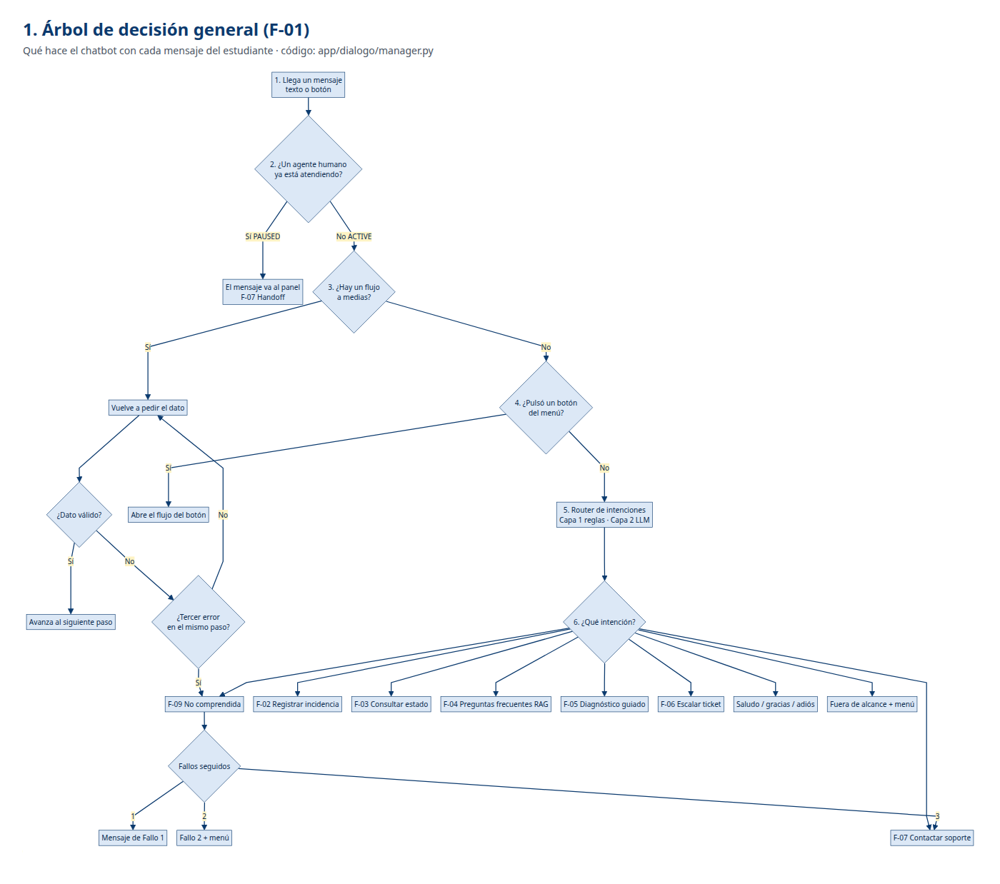 1. Árbol de decisión general (F-01)
Qué hace el chatbot con cada mensaje del estudiante · código: app/dialogo/manager.py
1. Llega un mensaje
texto o botón
2. ¿Un agente humano
ya está atendiendo?
Sí PAUSED
No ACTIVE
El mensaje va al panel
F-07 Handoff
3. ¿Hay un flujo
a medias?
Sí
No
Vuelve a pedir el dato
4. ¿Pulsó un botón
del menú?
Sí
No
¿Dato válido?
Abre el flujo del botón
No
5. Router de intenciones
Capa 1 reglas · Capa 2 LLM
Sí
No
Avanza al siguiente paso
¿Tercer error
en el mismo paso?
6. ¿Qué intención?
Sí
F-09 No comprendida
F-02 Registrar incidencia
F-03 Consultar estado
F-04 Preguntas frecuentes RAG
F-05 Diagnóstico guiado
F-06 Escalar ticket
Saludo / gracias / adiós
Fuera de alcance + menú
Fallos seguidos
1
2
3
Mensaje de Fallo 1
Fallo 2 + menú
F-07 Contactar soporte